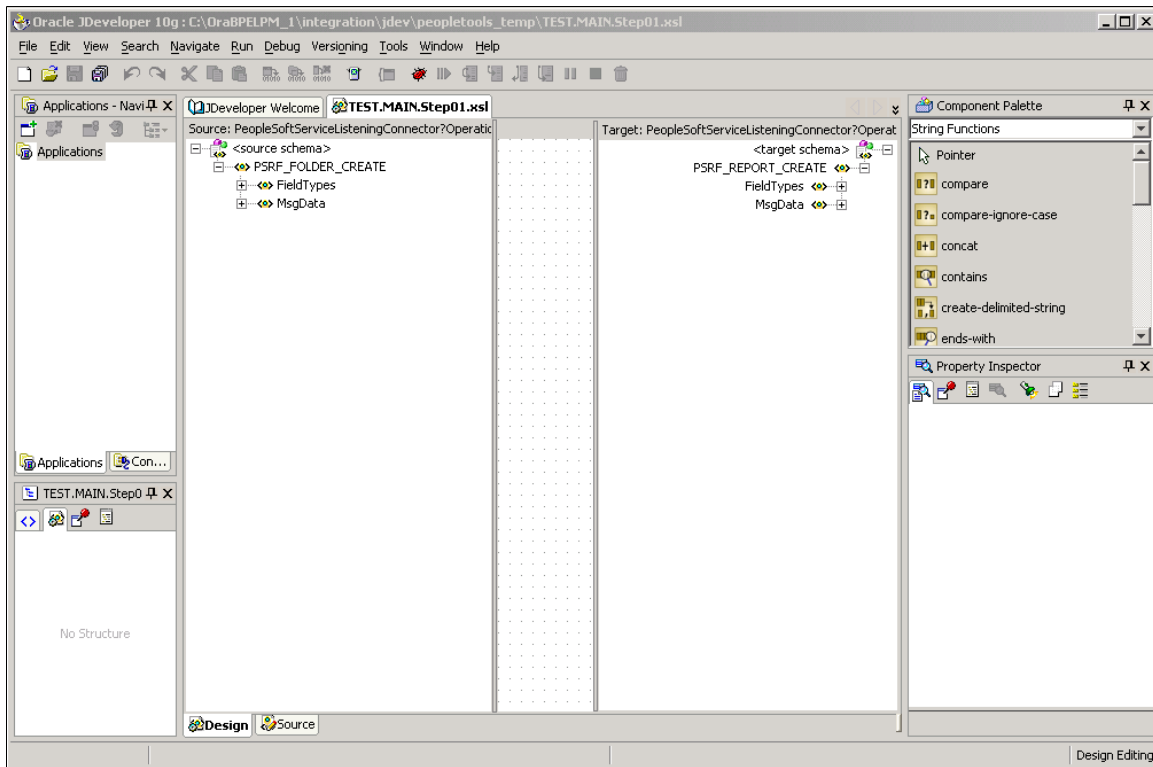 Oracle JDeveloper 10g : C:\OraBPELPM_1\integration\jdev\peopletools_temp\TEST.MAIN.Step01.xsl
File Edit View Search Navigate Run Debug Versioning Tools Window Help
Applications - Navi
Applications
Applications
Con...
TEST.MAIN.Step0
No Structure
JDeveloper Welcome
TEST.MAIN.Step01.xsl
Source: PeopleSoftServiceListeningConnector?Operatic
<source schema>
PSRF_FOLDER_CREATE
FieldTypes
MsgData
Target: PeopleSoftServiceListeningConnector?Operat
<target schema>
PSRF_REPORT_CREATE
FieldTypes
MsgData
Design
Source
Component Palette
String Functions
Pointer
compare
compare-ignore-case
concat
contains
create-delimited-string
ends-with
Property Inspector
Design Editing